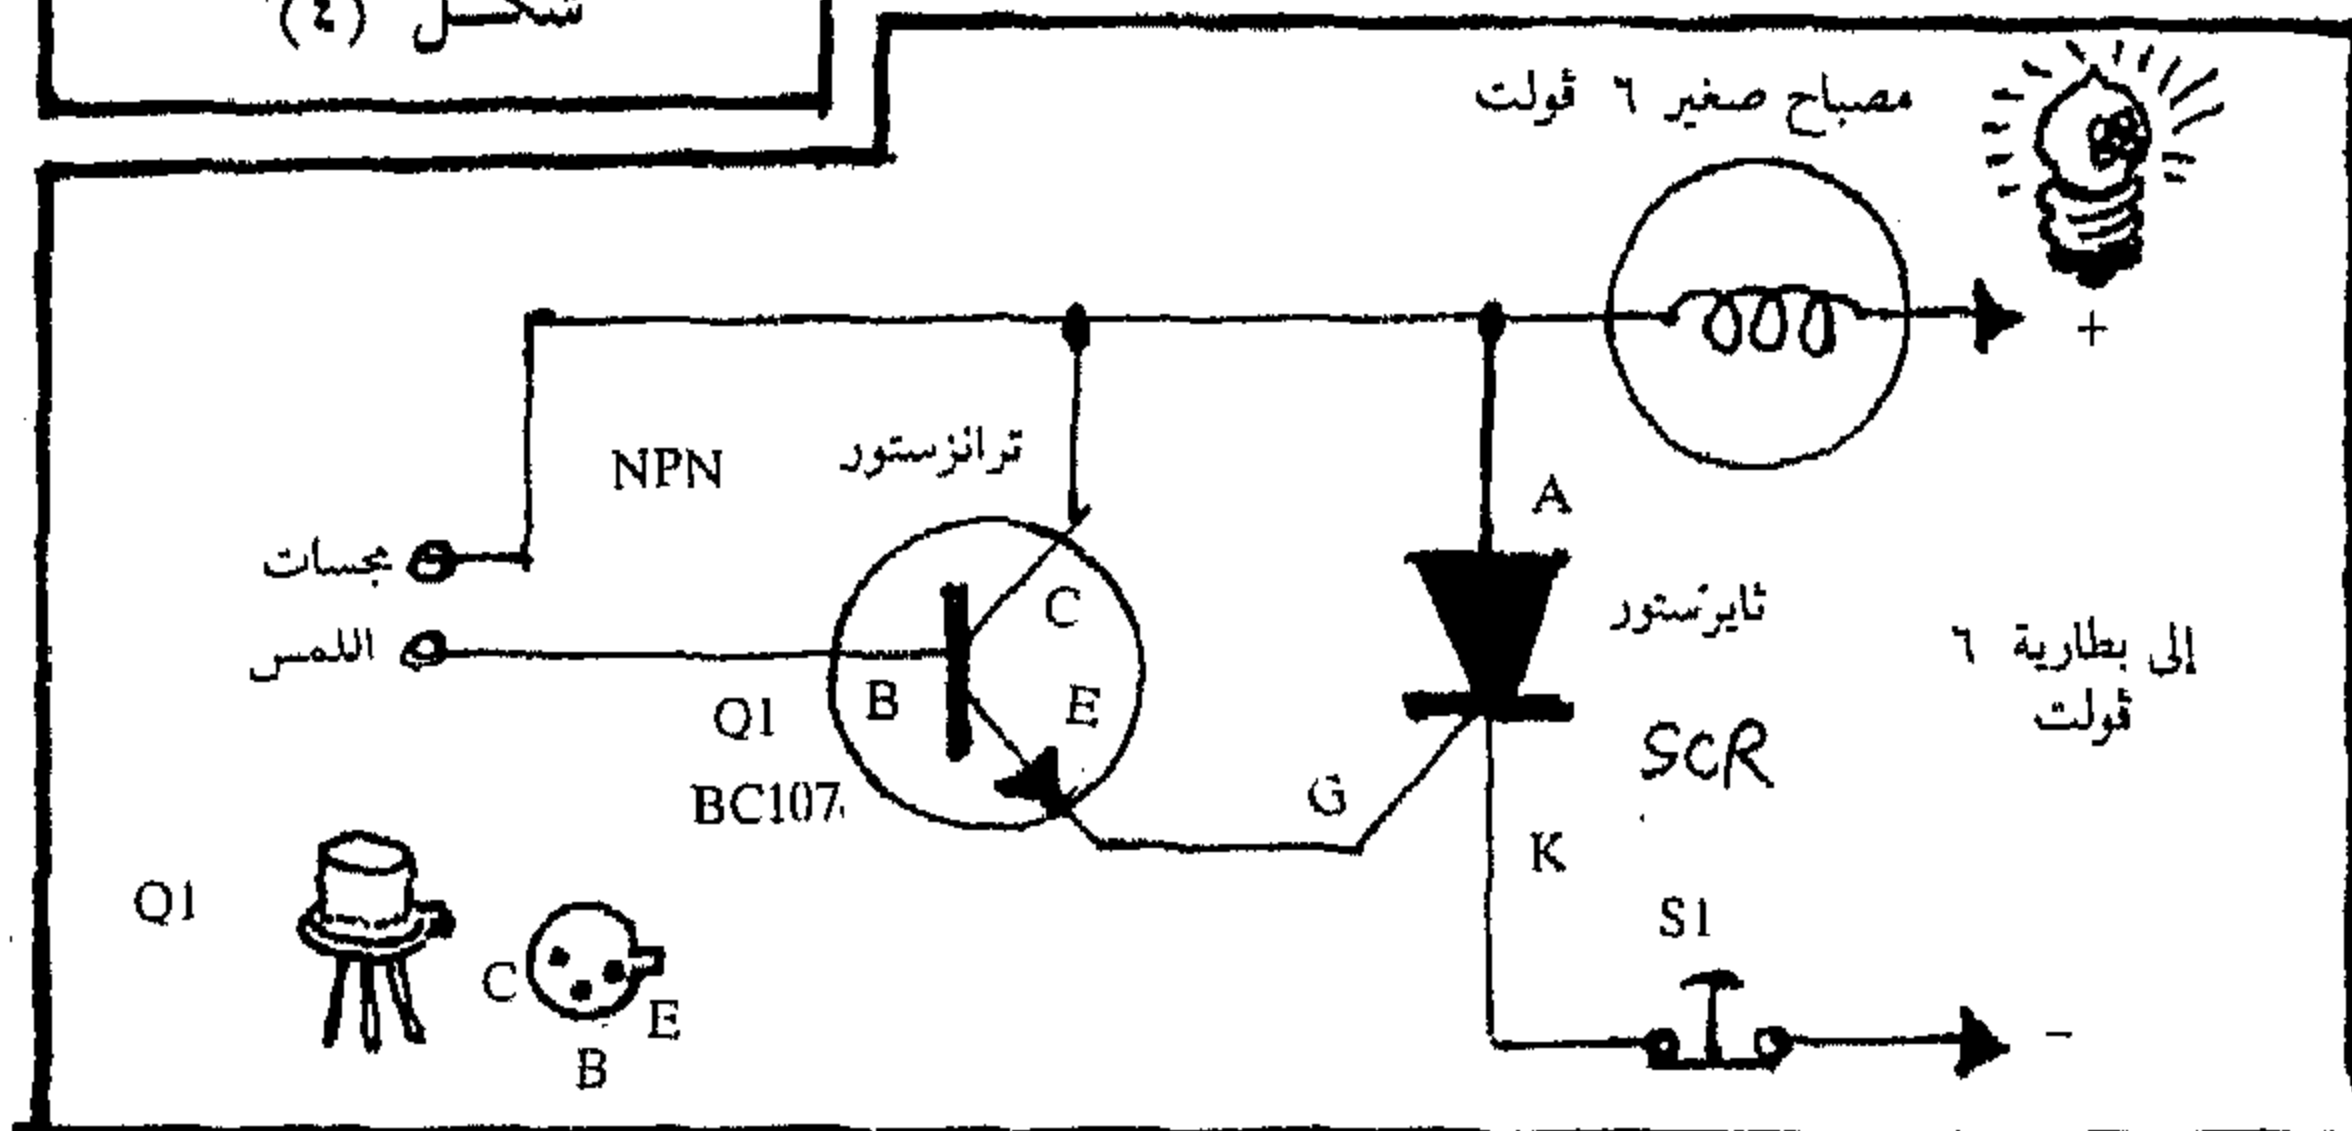 شكل (٤)
مصباح صغير ٦ ڤولت
+
NPN
ترانزستور
A
مجسات
اللمس
C
B
E
Q1
BC107
ثايرستور
SCR
إلى بطارية ٦
ڤولت
G
K
S1
-
Q1
C
B
E